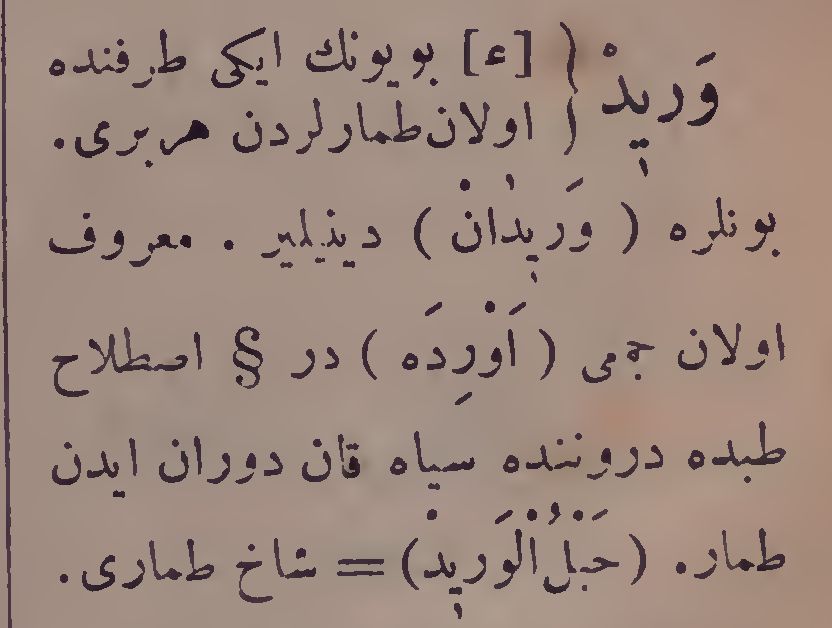 وَرِیدْ { [ء] بویونك ایكی طرفنده
اولان طمارلردن هربری.
بونلره ( وَرِیدَانْ ) دینیلیر . معروف
اولان جمعی ( اَوْرِدَه ) در § اصطلاح
طبده دروننده سیاه قان دوران ایدن
طمار. (حَبْلُ الْوَرِیدْ) = شاخ طماری.